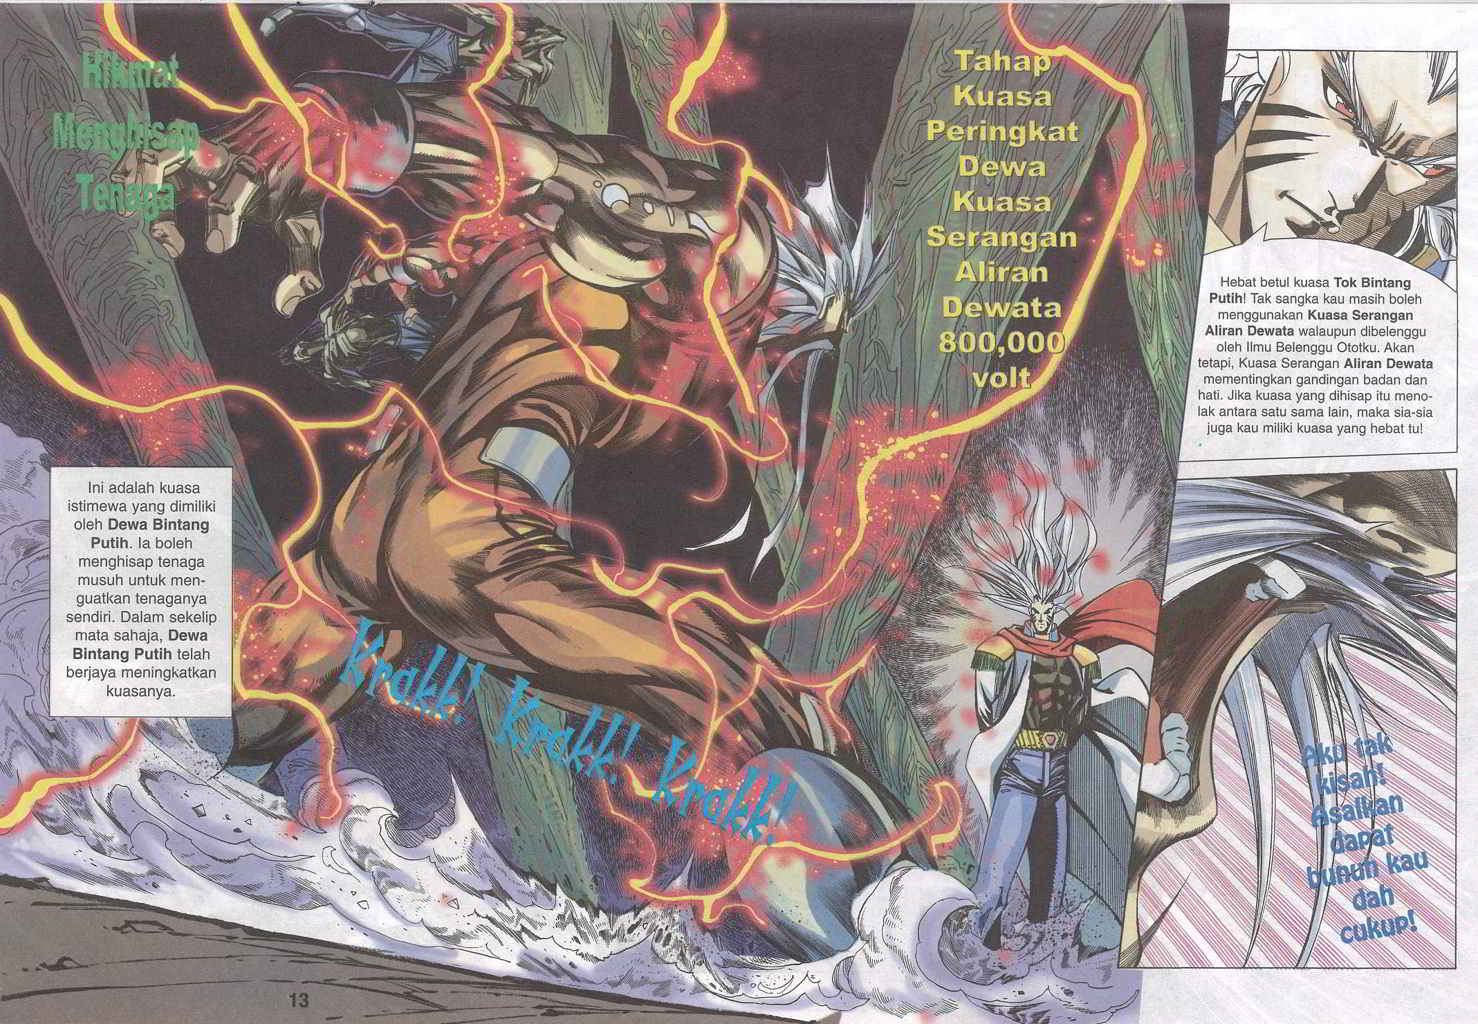 Hikmat
Menghisap
Tenaga
Tahap
Kuasa
Peringkat
Dewa
Kuasa
Serangan
Aliran
Dewata
800,000
volt
Hebat betul kuasa Tok Bintang
Putih! Tak sangka kau masih boleh
menggunakan Kuasa Serangan
Aliran Dewata walaupun dibelenggu
oleh Ilmu Belenggu Ototku. Akan
tetapi, Kuasa Serangan Aliran Dewata
mementingkan gandingan badan dan
hati. Jika kuasa yang dihisap itu meno-
lak antara satu sama lain, maka sia-sia
juga kau miliki kuasa yang hebat tu!
Ini adalah kuasa
istimewa yang dimiliki
oleh Dewa Bintang
Putih. Ia boleh
menghisap tenaga
musuh untuk men-
guatkan tenaganya
sendiri. Dalam sekelip
mata sahaja, Dewa
Bintang Putih telah
berjaya meningkatkan
kuasanya.
Krakk! Krakk! Krakk!
Aku tak
kisah!
Asalkan
dapat
bunuh kau
dah
cukup!
13